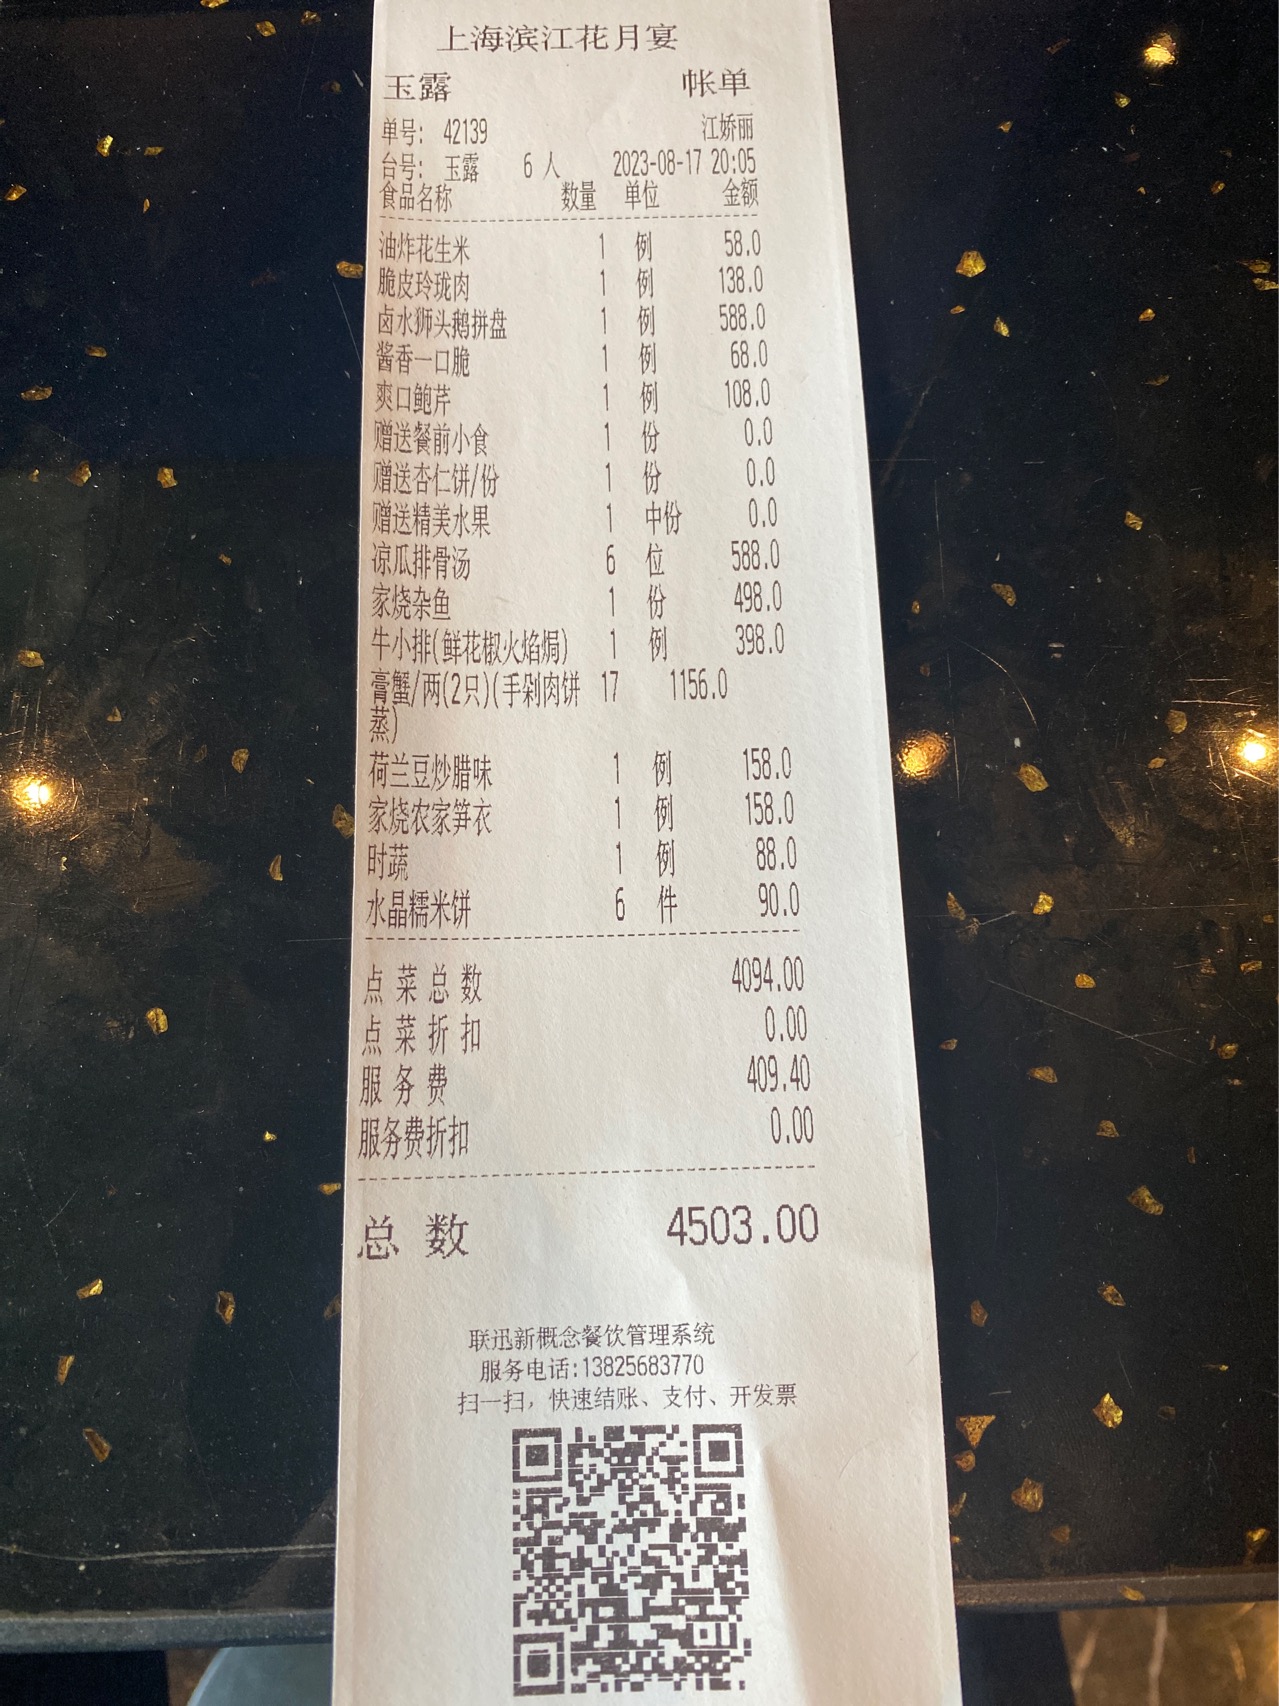 上海滨江花月宴
玉露 帐单
单号: 42139 江娇丽
台号: 玉露 6 人 2023-08-17 20:05
食品名称 数量 单位 金额
油炸花生米 1 例 58.0
脆皮玲珑肉 1 例 138.0
卤水狮头鹅拼盘 1 例 588.0
酱香一口脆 1 例 68.0
爽口鲍芹 1 例 108.0
赠送餐前小食 1 份 0.0
赠送杏仁饼/份 1 份 0.0
赠送精美水果 1 中份 0.0
凉瓜排骨汤 6 位 588.0
家烧杂鱼 1 份 498.0
牛小排(鲜花椒火焰焗) 1 例 398.0
膏蟹/两(2只)(手剁肉饼 17 1156.0
蒸)
荷兰豆炒腊味 1 例 158.0
家烧农家笋衣 1 例 158.0
时蔬 1 例 88.0
水晶糯米饼 6 件 90.0
点菜总数 4094.00
点菜折扣 0.00
服务费 409.40
服务费折扣 0.00
总数 4503.00
联迅新概念餐饮管理系统
服务电话:13825683770
扫一扫，快速结账、支付、开发票